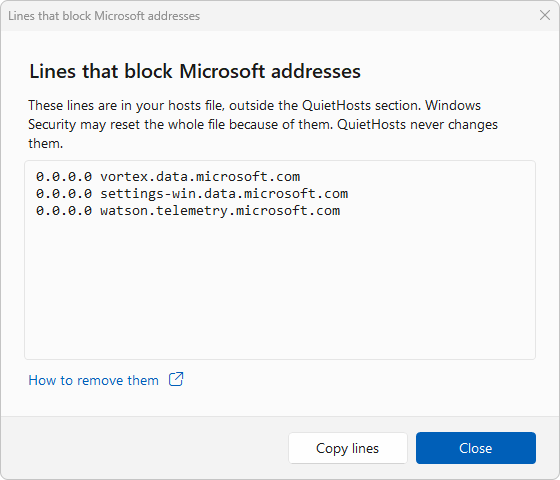 Lines that block Microsoft addresses
Lines that block Microsoft addresses
These lines are in your hosts file, outside the QuietHosts section. Windows
Security may reset the whole file because of them. QuietHosts never changes
them.
0.0.0.0 vortex.data.microsoft.com
0.0.0.0 settings-win.data.microsoft.com
0.0.0.0 watson.telemetry.microsoft.com
How to remove them
Copy lines
Close